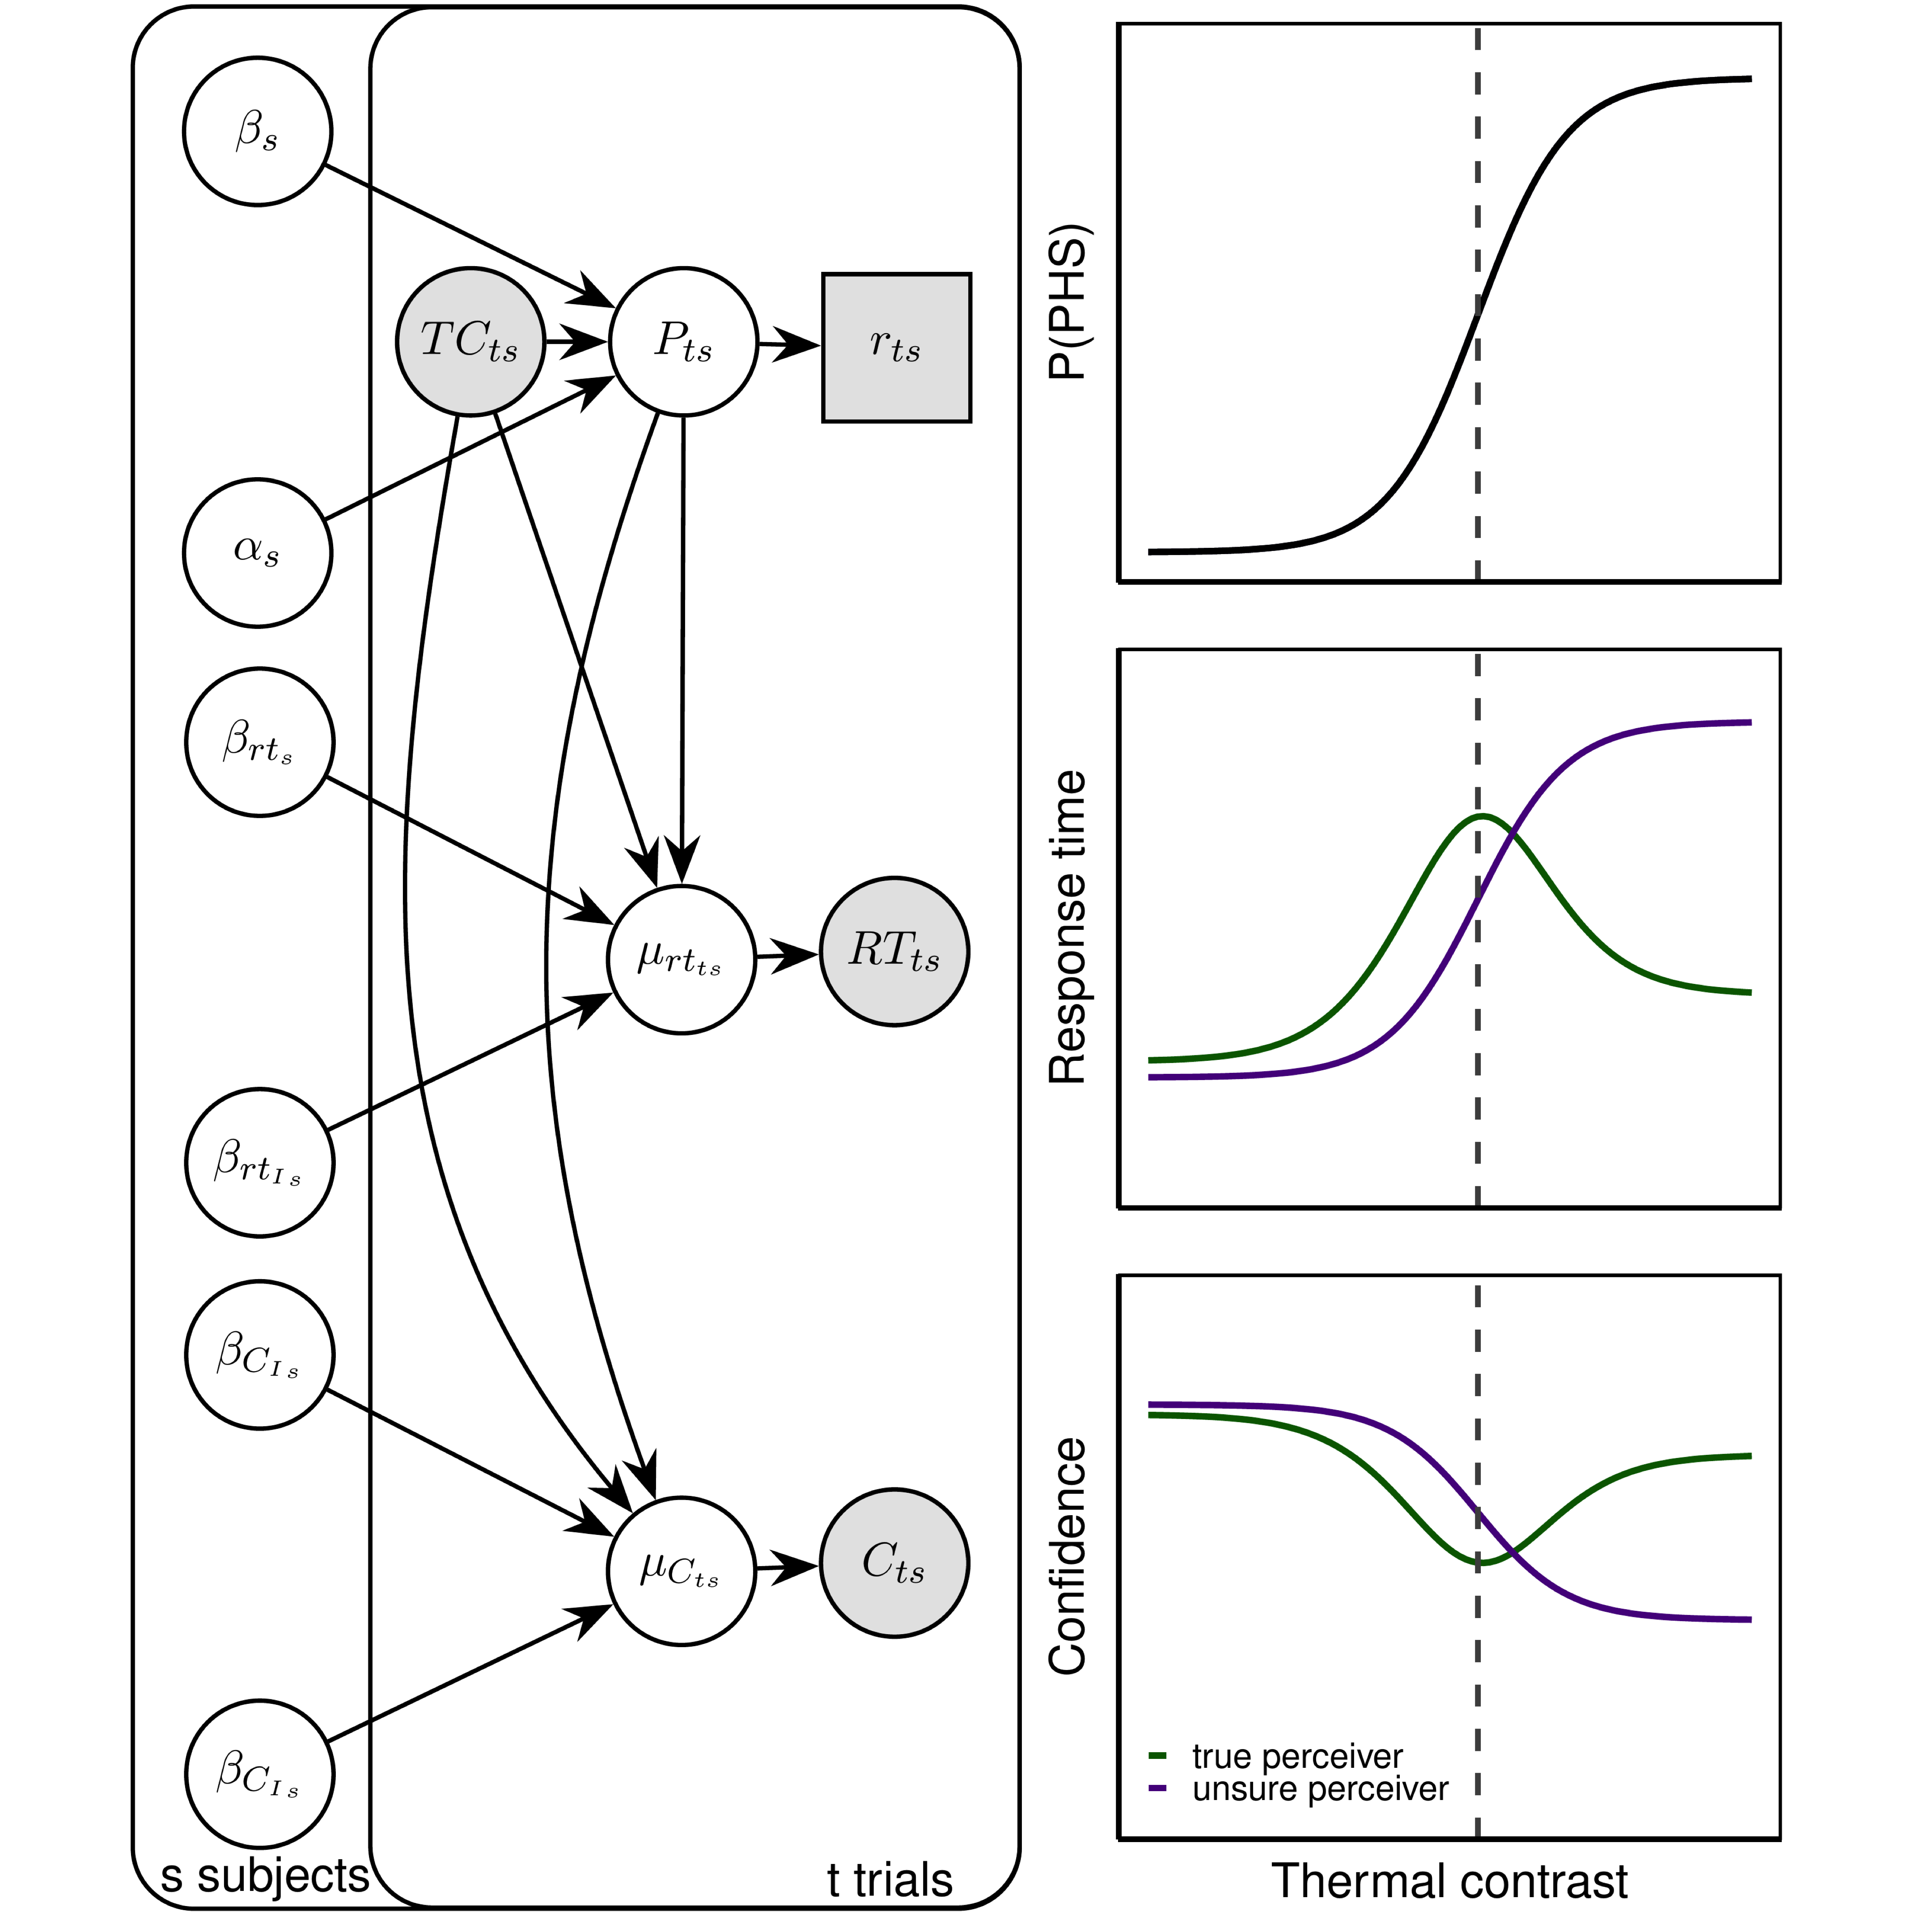 β_s
TC_ts
P_ts
r_ts
α_s
β_rt_s
μ_rt_ts
RT_ts
β_rt_I_s
β_C_I_s
μ_C_ts
C_ts
β_C_I_s
s subjects
t trials
P(PHS)
Response time
Confidence
true perceiver
unsure perceiver
Thermal contrast